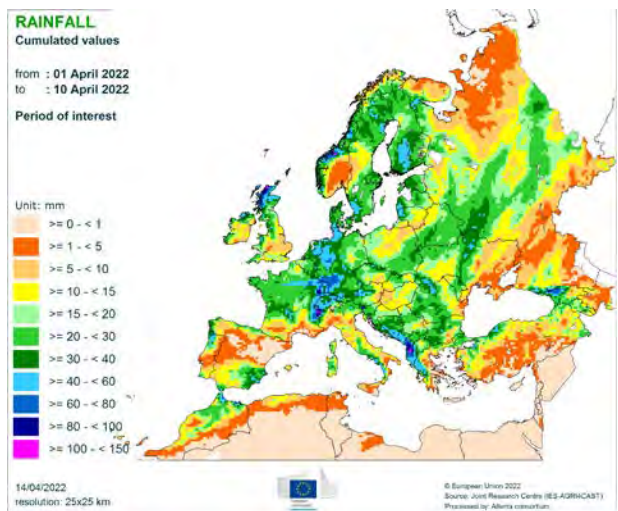 RAINFALL
Cumulated values
from : 01 April 2022
to : 10 April 2022
Period of interest
Unit: mm
>= 0 - < 1
>= 1 - < 5
>= 5 - < 10
>= 10 - < 15
>= 15 - < 20
>= 20 - < 30
>= 30 - < 40
>= 40 - < 60
>= 60 - < 80
>= 80 - < 100
>= 100 - < 150
14/04/2022
resolution: 25x25 km
© European Union 2022
Source: Joint Research Centre (IES-AGRI4CAST)
Processed by: Alterra consortium